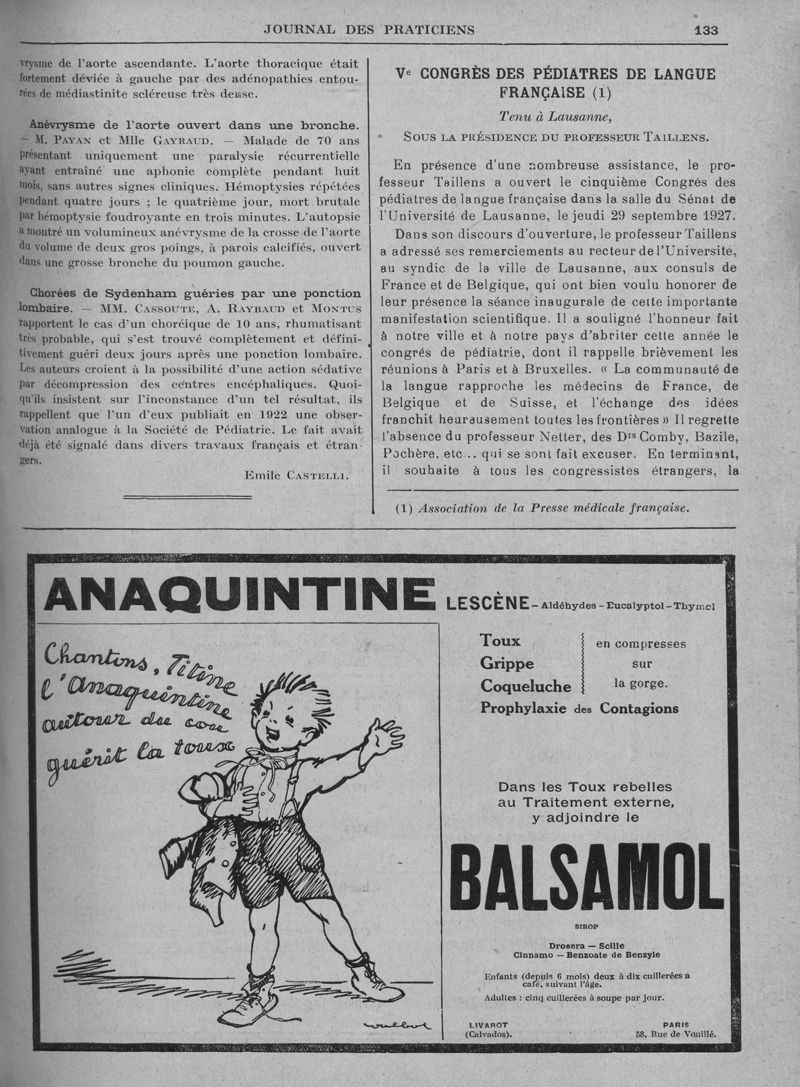 JOURNAL DES PRATICIENS 133
vrysme de l'aorte ascendante. L'aorte thoracique était
fortement déviée à gauche par des adénopathies entou-
rées de médiastinite scléreuse très dense.
Anévrysme de l'aorte ouvert dans une bronche.
— M. PAYAN et Mlle GAYRAUD. — Malade de 70 ans
présentant uniquement une paralysie récurrentielle
ayant entraîné une aphonie complète pendant huit
mois, sans autres signes cliniques. Hémoptysies répétées
pendant quatre jours ; le quatrième jour, mort brutale
par hémoptysie foudroyante en trois minutes. L'autopsie
a montré un volumineux anévrysme de la crosse de l'aorte
du volume de deux gros poings, à parois calcifiés, ouvert
dans une grosse bronche du poumon gauche.
Chorées de Sydenham guéries par une ponction
lombaire. — MM. CASSOUTE, A. RAYBAUD et MONTUS
rapportent le cas d'un choréique de 10 ans, rhumatisant
très probable, qui s'est trouvé complètement et défini-
tivement guéri deux jours après une ponction lombaire.
Les auteurs croient à la possibilité d'une action sédative
par décompression des centres encéphaliques. Quoi-
qu'ils insistent sur l'inconstance d'un tel résultat, ils
rappellent que l'un d'eux publiait en 1922 une obser-
vation analogue à la Société de Pédiatrie. Le fait avait
déjà été signalé dans divers travaux français et étran-
gers.
Emile CASTELLI.
Ve CONGRÈS DES PÉDIATRES DE LANGUE
FRANÇAISE (1)
Tenu à Lausanne,
SOUS LA PRÉSIDENCE DU PROFESSEUR TAILLENS.
En présence d'une nombreuse assistance, le pro-
fesseur Taillens a ouvert le cinquième Congrés des
pédiatres de langue française dans la salle du Sénat de
l'Université de Lausanne, le jeudi 29 septembre 1927.
Dans son discours d'ouverture, le professeur Taillens
a adressé ses remerciements au recteur de l'Université,
au syndic de la ville de Lausanne, aux consuls de
France et de Belgique, qui ont bien voulu honorer de
leur présence la séance inaugurale de cette importante
manifestation scientifique. Il a souligné l'honneur fait
à notre ville et à notre pays d'abriter cette année le
congrés de pédiatrie, dont il rappelle brièvement les
réunions à Paris et à Bruxelles. « La communauté de
la langue rapproche les médecins de France, de
Belgique et de Suisse, et l'échange des idées
franchit heureusement toutes les frontières » Il regrette
l'absence du professeur Netter, des Drs Comby, Bazile,
Pochère, etc... qui se sont fait excuser. En terminant,
il souhaite à tous les congressistes étrangers, la
(1) Association de la Presse médicale française.
ANAQUINTINE LESCÈNE - Aldéhydes - Eucalyptol - Thymol
Chantons, Titine
l'Anaquintine
autour du cou
guérit la toux
Toux
Grippe
Coqueluche
en compresses
sur
la gorge.
Prophylaxie des Contagions
Dans les Toux rebelles
au Traitement externe,
y adjoindre le
BALSAMOL
SIROP
Drosera — Scille
Cinnamo — Benzoate de Benzyle
Enfants (depuis 6 mois) deux à dix cuillerées à
café, suivant l'âge.
Adultes : cinq cuillerées à soupe par jour.
LIVAROT
(Calvados).
PARIS
58, Rue de Vouillé.